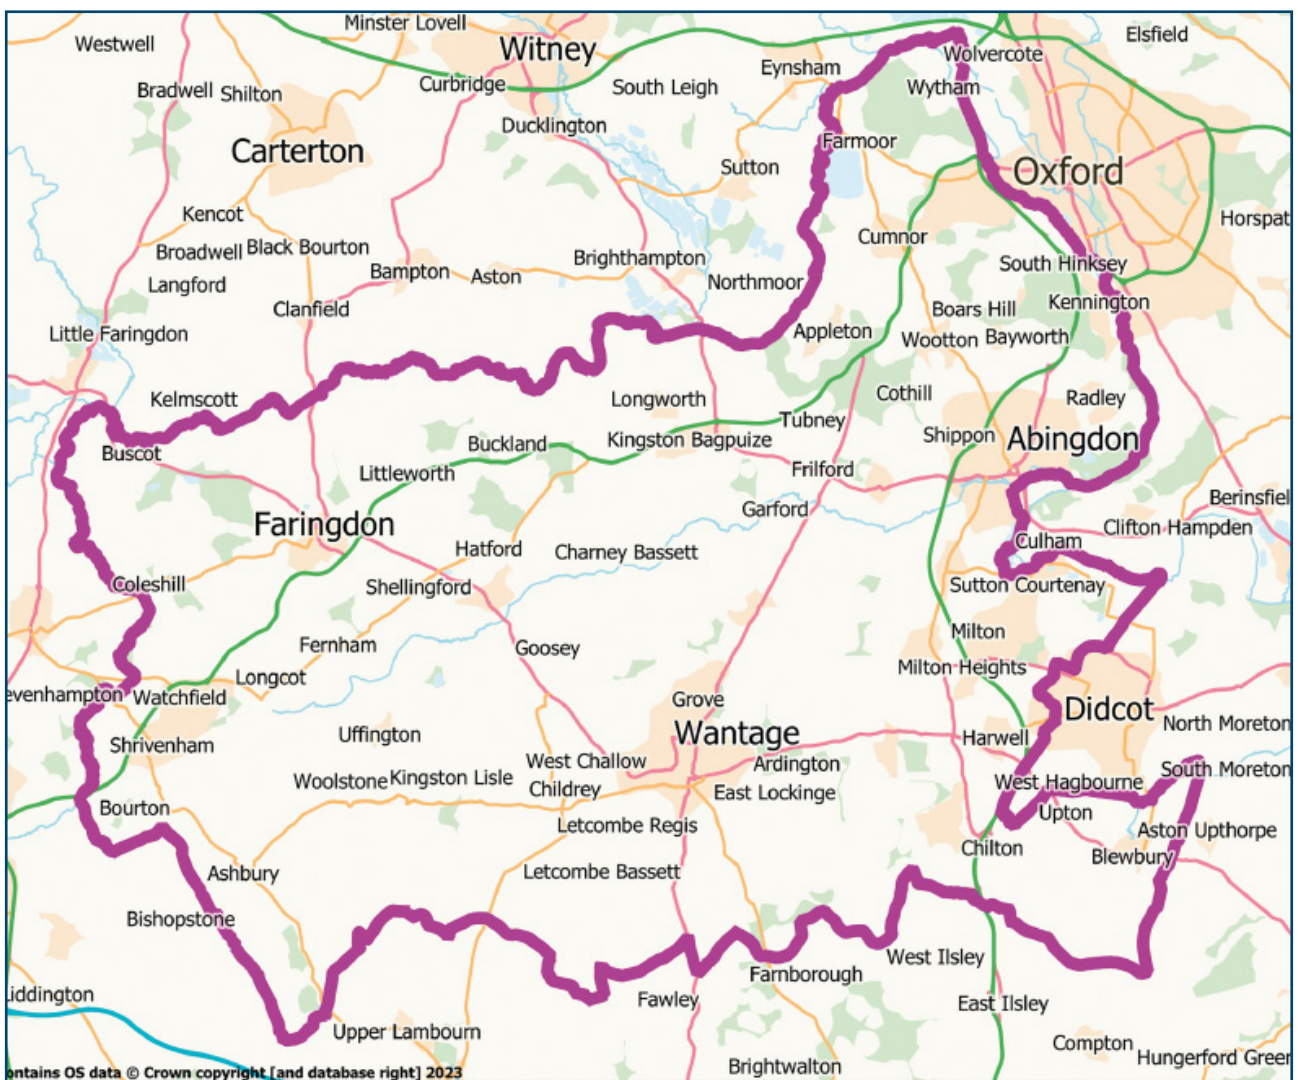 Minster Lovell
Westwell
Witney
Elsfield
Wolvercote
Eynsham
Curbridge
South Leigh
Wytham
Bradwell
Shilton
Ducklington
Farmoor
Carterton
Sutton
Oxford
Kencot
Horspat
Cumnor
Broadwell
Black Bourton
Brighthampton
South Hinksey
Bampton
Aston
Langford
Northmoor
Clanfield
Boars Hill
Kennington
Little Faringdon
Appleton
Wootton
Bayworth
Kelmscott
Longworth
Cothill
Radley
Tubney
Buscot
Buckland
Kingston Bagpuize
Shippon
Abingdon
Littleworth
Frilford
Berinsfiel
Garford
Faringdon
Clifton Hampden
Hatford
Charney Bassett
Culham
Coleshill
Shellingford
Sutton Courtenay
Fernham
Goosey
Milton
Longcot
Milton Heights
evenhampton
Watchfield
Grove
Didcot
North Moreton
Uffington
Wantage
Harwell
Shrivenham
West Challow
Ardington
South Moreton
Woolstone
Kingston Lisle
Childrey
East Lockinge
West Hagbourne
Bourton
Upton
Letcombe Regis
Aston Upthorpe
Chilton
Blewbury
Ashbury
Letcombe Bassett
Bishopstone
West Ilsley
Farnborough
Liddington
Fawley
East Ilsley
Upper Lambourn
Compton
Hungerford Greer
Brightwalton
ontains OS data © Crown copyright [and database right] 2023